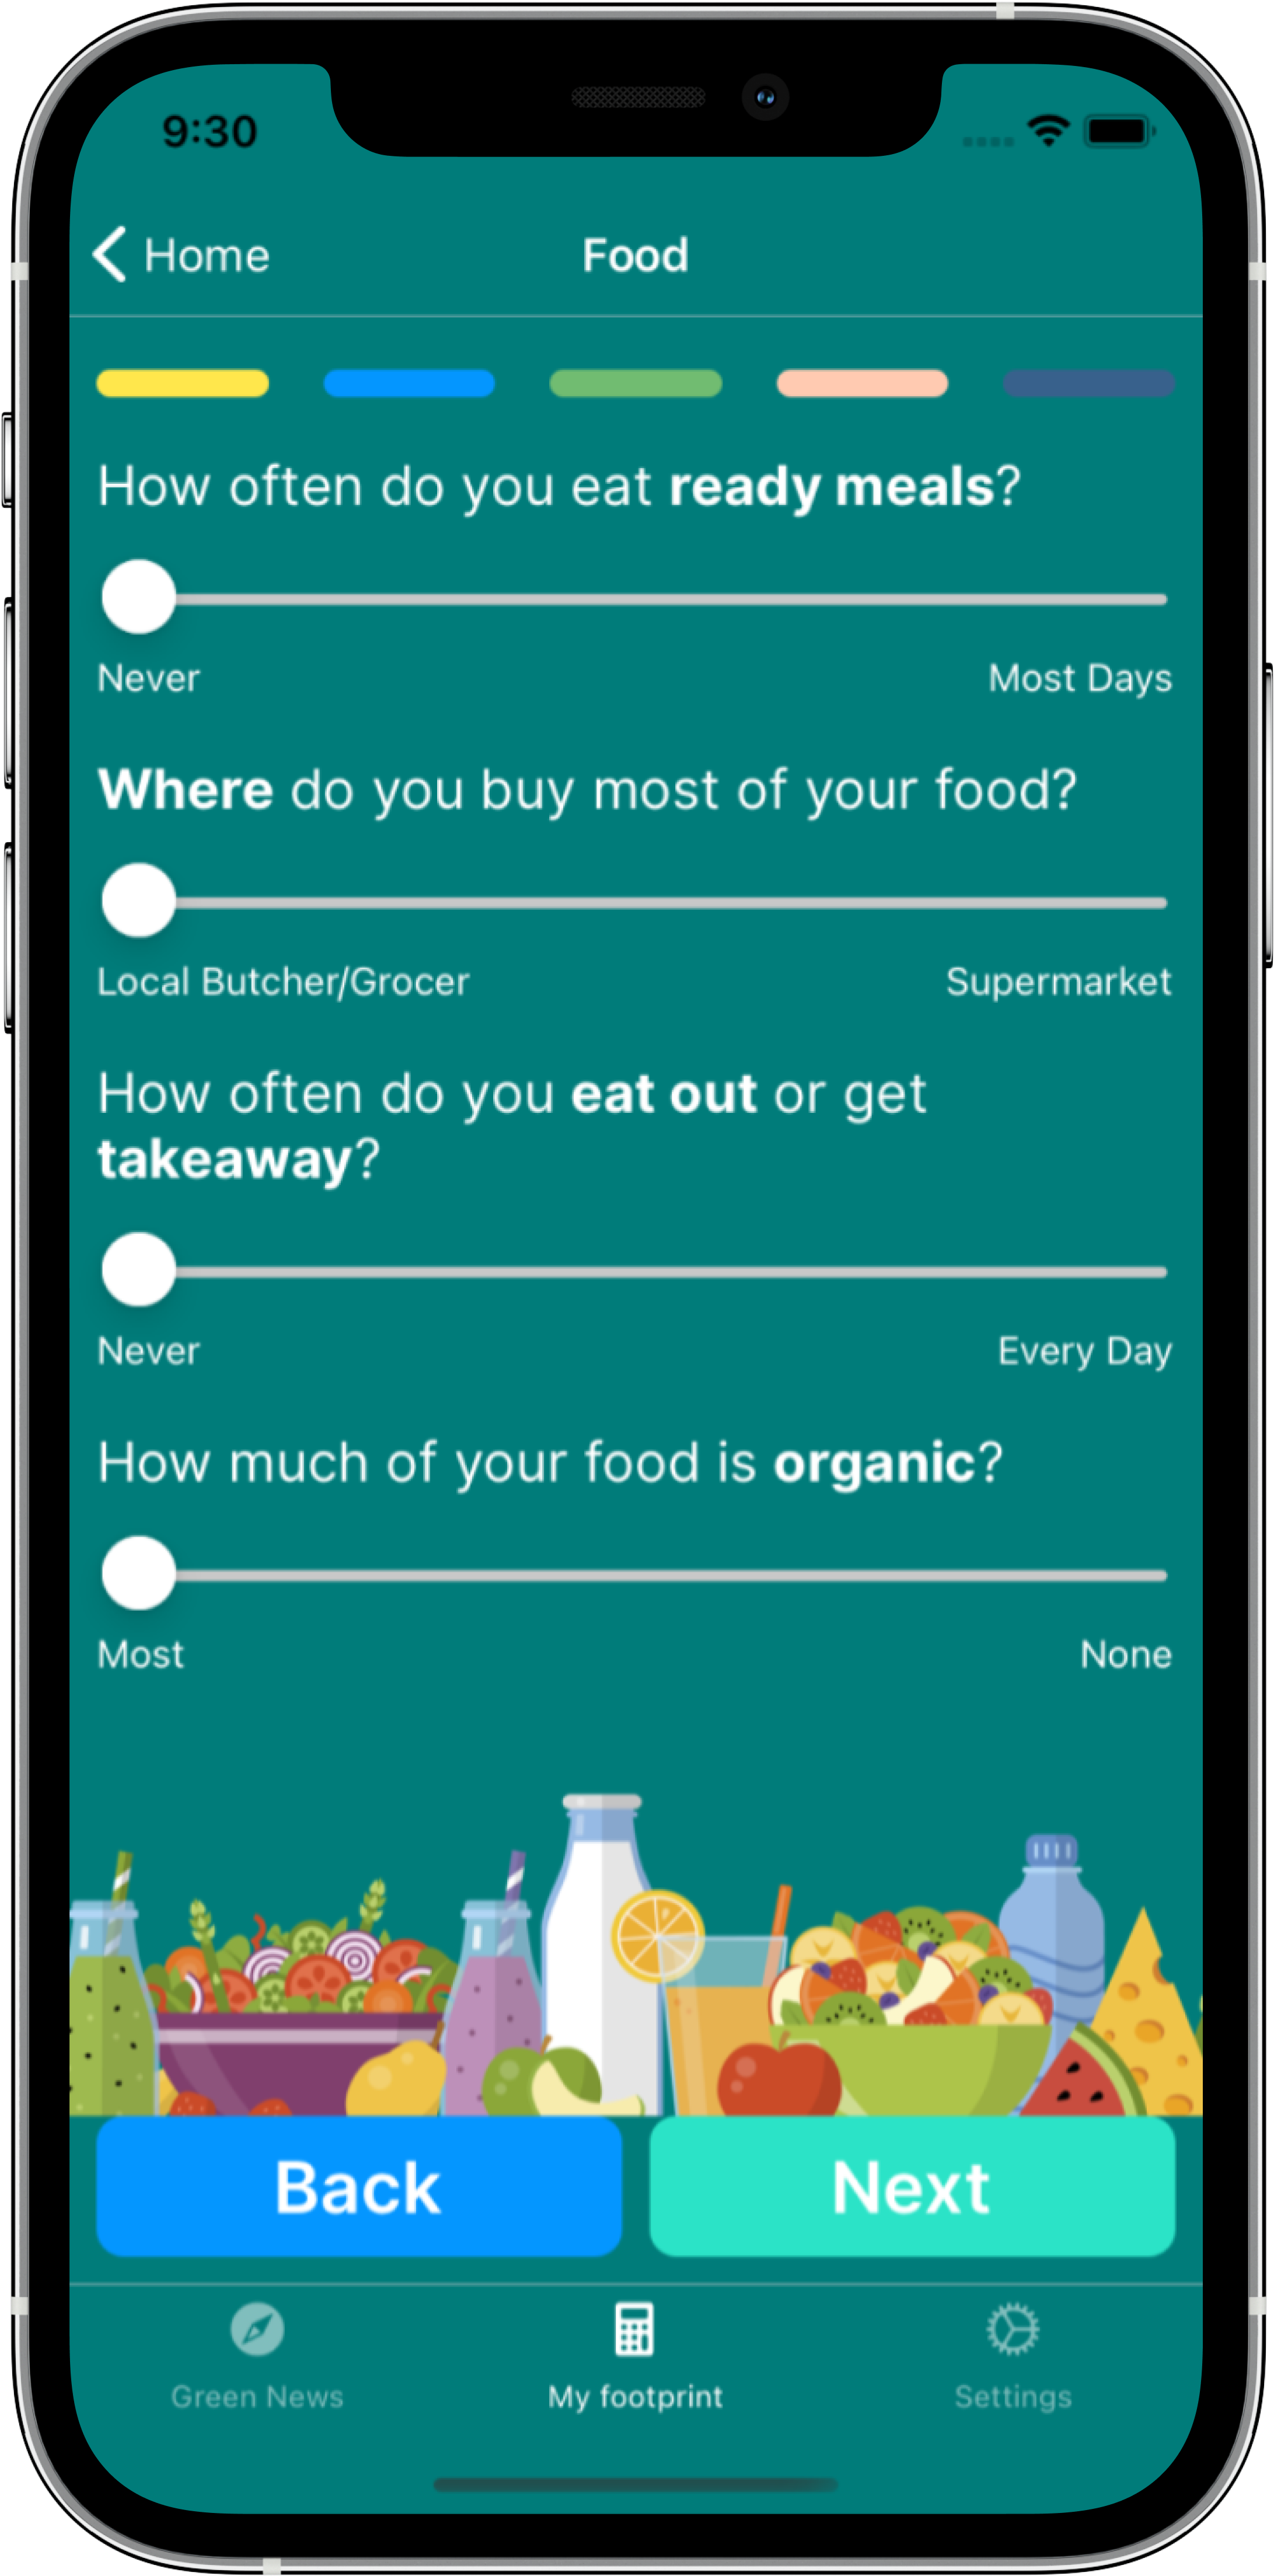 9:30
Home
Food
How often do you eat ready meals?
Never
Most Days
Where do you buy most of your food?
Local Butcher/Grocer
Supermarket
How often do you eat out or get
takeaway?
Never
Every Day
How much of your food is organic?
Most
None
Back
Next
Green News
My footprint
Settings